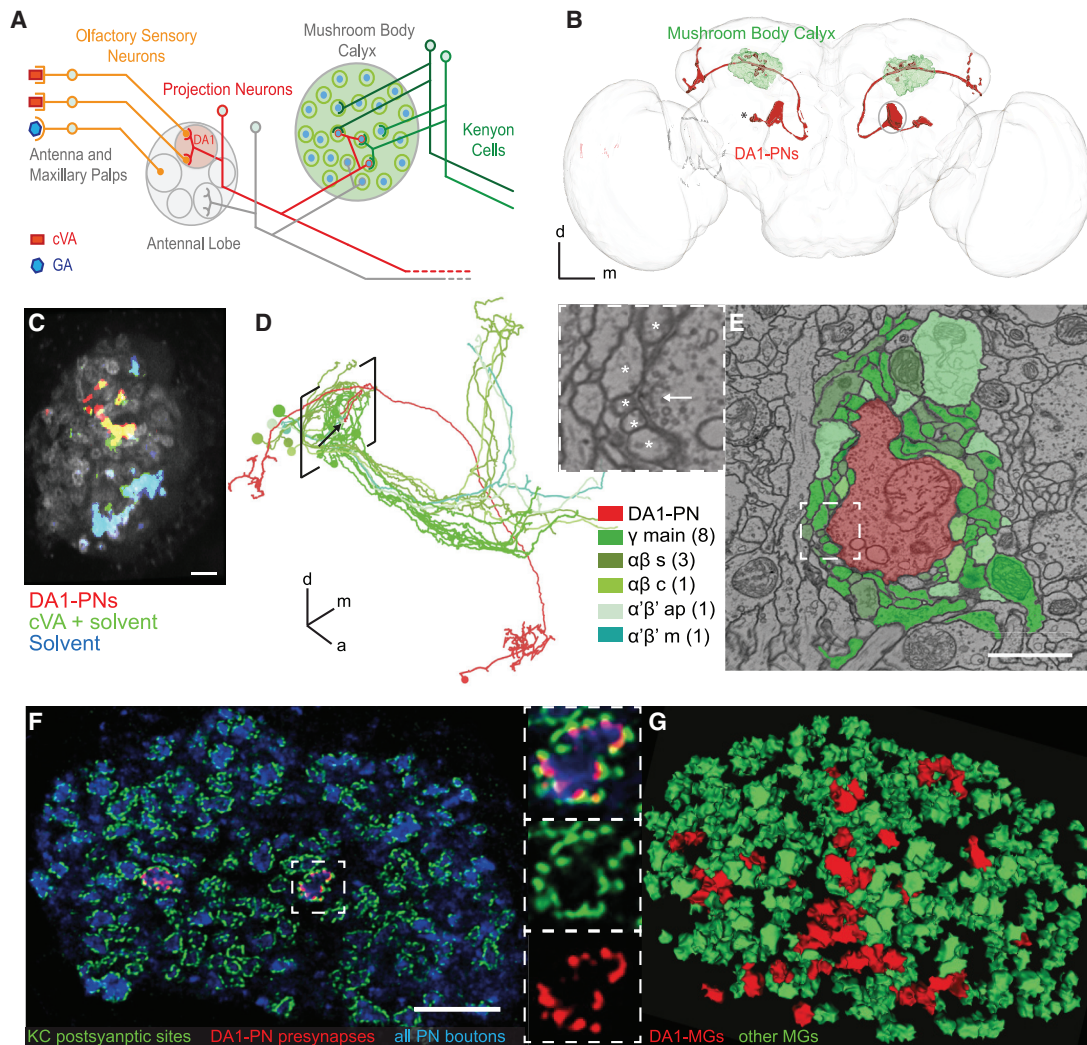 A
Olfactory Sensory
Neurons
Mushroom Body
Calyx
Projection Neurons
DA1
Kenyon
Cells
Antenna and
Maxillary Palps
Antennal Lobe
cVA
GA
B
Mushroom Body Calyx
*
DA1-PNs
d
m
C
DA1-PNs
cVA + solvent
Solvent
D
d
m
a
*
*
*
*
*
DA1-PN
γ main (8)
αβ s (3)
αβ c (1)
α'β' ap (1)
α'β' m (1)
E
F
KC postsyanptic sites DA1-PN presynapses all PN boutons
G
DA1-MGs other MGs